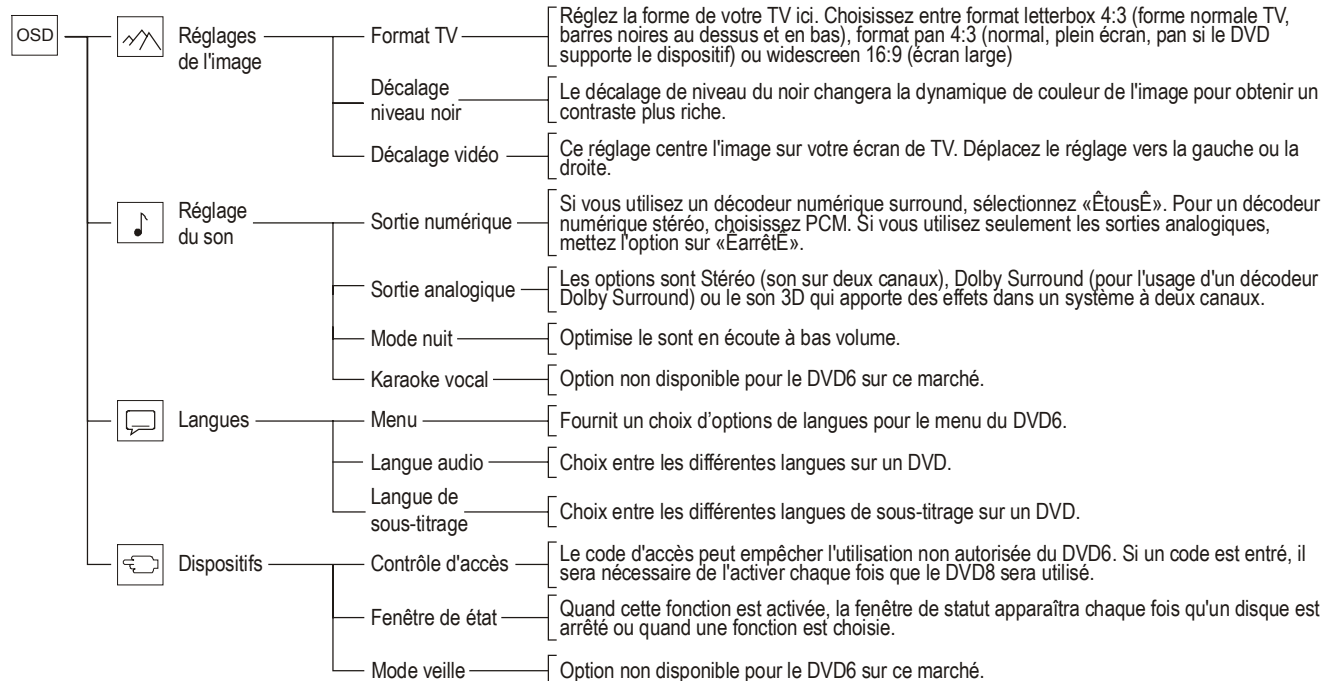 OSD
Réglages
de l'image
Format TV
Réglez la forme de votre TV ici. Choisissez entre format letterbox 4:3 (forme normale TV,
barres noires au dessus et en bas), format pan 4:3 (normal, plein écran, pan si le DVD
supporte le dispositif) ou widescreen 16:9 (écran large)
Décalage
niveau noir
Le décalage de niveau du noir changera la dynamique de couleur de l'image pour obtenir un
contraste plus riche.
Décalage vidéo
Ce réglage centre l'image sur votre écran de TV. Déplacez le réglage vers la gauche ou la
droite.
Réglage
du son
Sortie numérique
Si vous utilisez un décodeur numérique surround, sélectionnez «ÊtousÊ». Pour un décodeur
numérique stéréo, choisissez PCM. Si vous utilisez seulement les sorties analogiques,
mettez l'option sur «ÊarrêtÊ».
Sortie analogique
Les options sont Stéréo (son sur deux canaux), Dolby Surround (pour l'usage d'un décodeur
Dolby Surround) ou le son 3D qui apporte des effets dans un système à deux canaux.
Mode nuit
Optimise le sont en écoute à bas volume.
Karaoke vocal
Option non disponible pour le DVD6 sur ce marché.
Langues
Menu
Fournit un choix d’options de langues pour le menu du DVD6.
Langue audio
Choix entre les différentes langues sur un DVD.
Langue de
sous-titrage
Choix entre les différentes langues de sous-titrage sur un DVD.
Dispositifs
Contrôle d'accès
Le code d'accès peut empêcher l'utilisation non autorisée du DVD6. Si un code est entré, il
sera nécessaire de l'activer chaque fois que le DVD8 sera utilisé.
Fenêtre de état
Quand cette fonction est activée, la fenêtre de statut apparaîtra chaque fois qu'un disque est
arrêté ou quand une fonction est choisie.
Mode veille
Option non disponible pour le DVD6 sur ce marché.